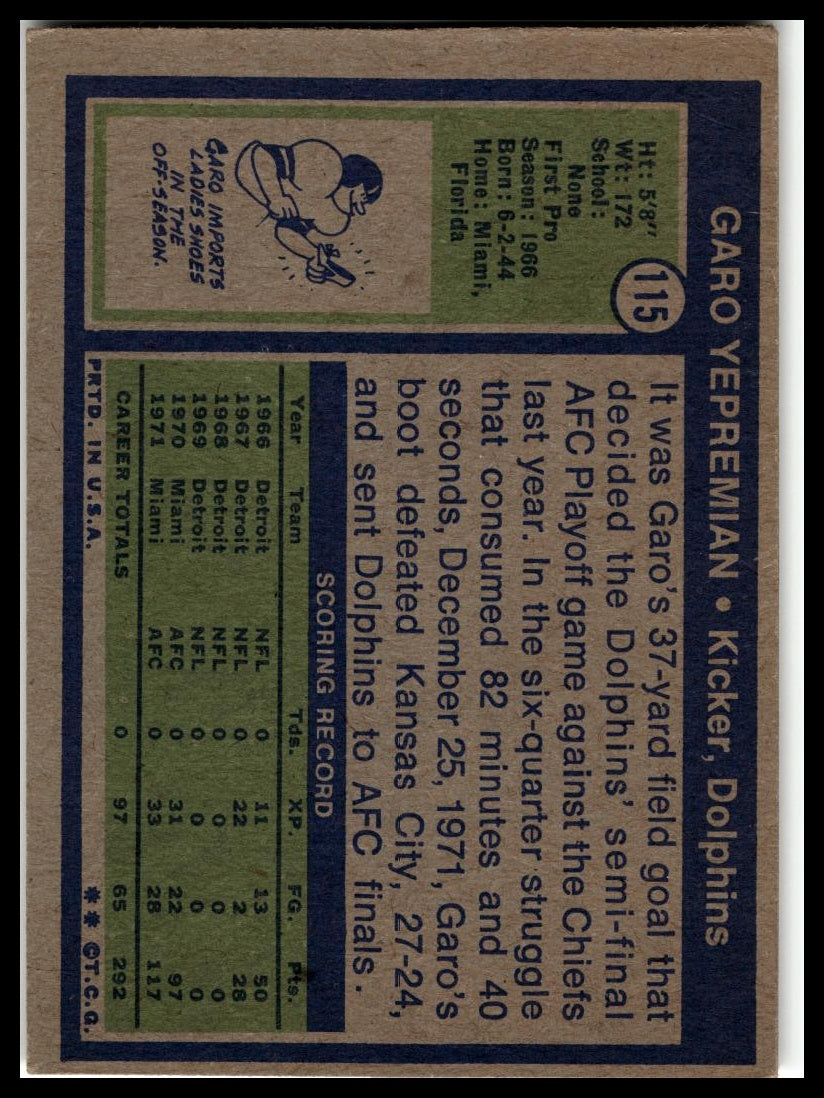 GARO YEPREMIAN • Kicker, Dolphins
115
Ht: 5'8"
Wt: 172
School:
None
First Pro
Season: 1966
Born: 6-2-44
Home: Miami,
Florida
GARO IMPORTS
LADIES SHOES
IN THE
OFF-SEASON.
It was Garo's 37-yard field goal that
decided the Dolphins' semi-final
AFC Playoff game against the Chiefs
last year. In the six-quarter struggle
that consumed 82 minutes and 40
seconds, December 25, 1971, Garo's
boot defeated Kansas City, 27-24,
and sent Dolphins to AFC finals.
SCORING RECORD
Year Team Tds. XP. FG. Pts.
1966 Detroit NFL 0 11 13 50
1967 Detroit NFL 0 22 2 28
1968 Detroit NFL 0 0 0 0
1969 Detroit NFL 0 0 0 0
1970 Miami AFC 0 31 22 97
1971 Miami AFC 0 33 28 117
CAREER TOTALS 0 97 65 292
PRTD. IN U.S.A. ** ©T.C.G.